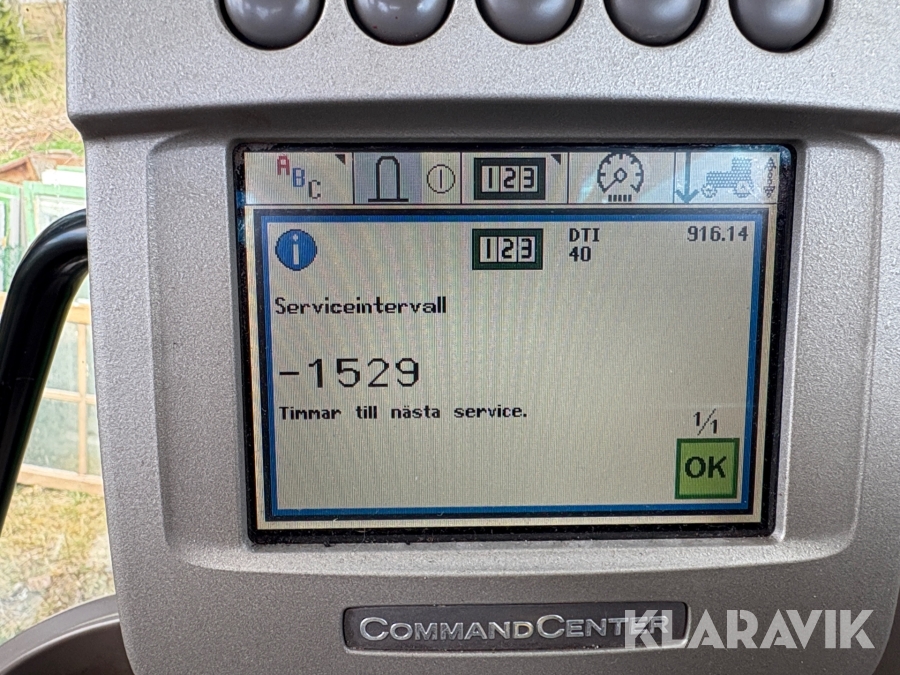 ABC
123
123
DTI
40
916.14
Serviceintervall
-1529
Timmar till nästa service.
1/1
OK
COMMANDCENTER
KLARAVIK